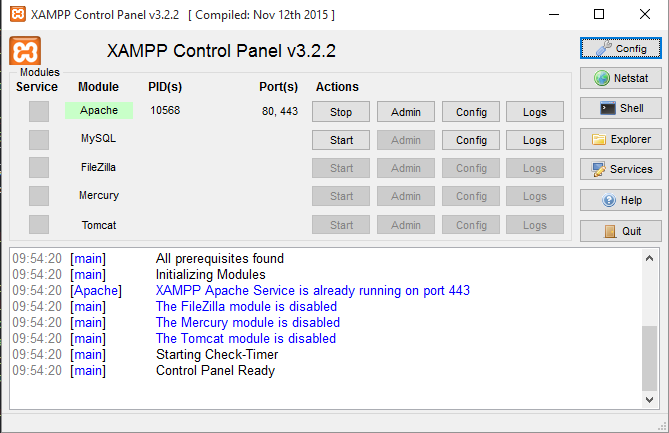 XAMPP Control Panel v3.2.2 [ Compiled: Nov 12th 2015 ]
XAMPP Control Panel v3.2.2
Config
Modules
Service Module PID(s) Port(s) Actions
Netstat
Apache 10568 80, 443 Stop Admin Config Logs
Shell
MySQL Start Admin Config Logs
Explorer
FileZilla Start Admin Config Logs
Services
Mercury Start Admin Config Logs
Help
Tomcat Start Admin Config Logs
Quit
09:54:20 [main] All prerequisites found
09:54:20 [main] Initializing Modules
09:54:20 [Apache] XAMPP Apache Service is already running on port 443
09:54:20 [main] The FileZilla module is disabled
09:54:20 [main] The Mercury module is disabled
09:54:20 [main] The Tomcat module is disabled
09:54:20 [main] Starting Check-Timer
09:54:20 [main] Control Panel Ready